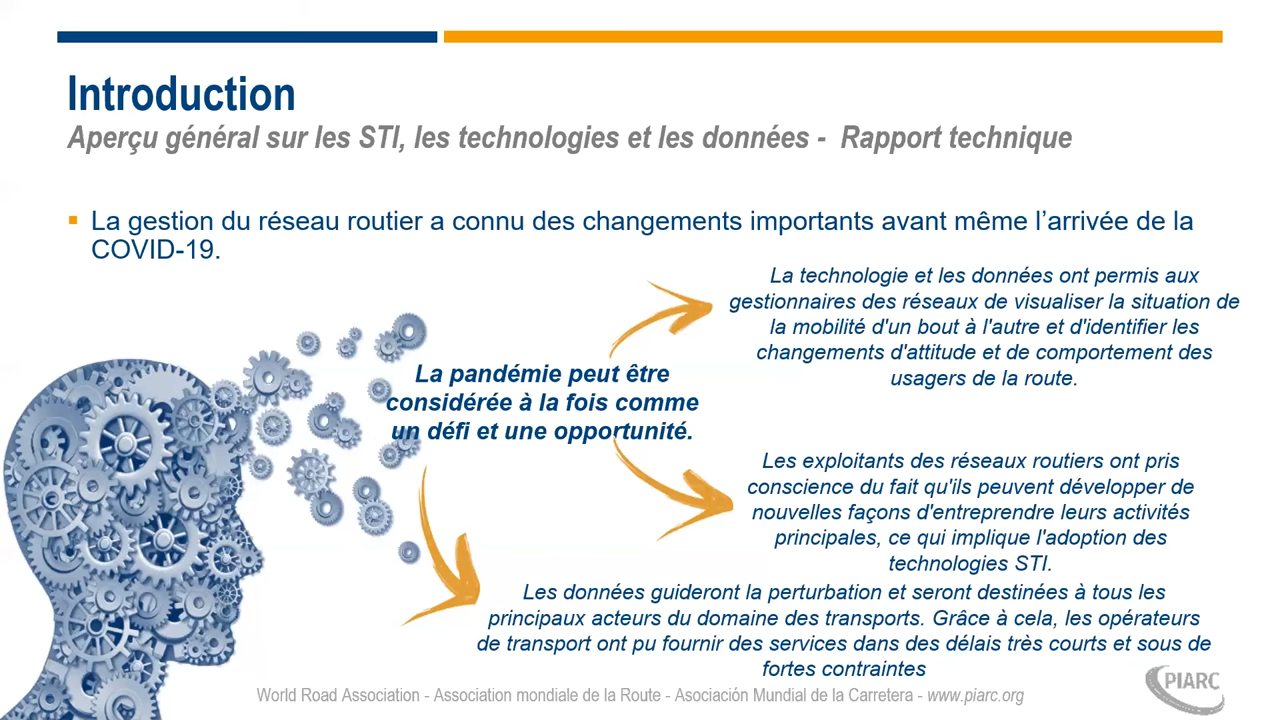 Introduction
Aperçu général sur les STI, les technologies et les données - Rapport technique
La gestion du réseau routier a connu des changements importants avant même l’arrivée de la
COVID-19.
La pandémie peut être
considérée à la fois comme
un défi et une opportunité.
La technologie et les données ont permis aux
gestionnaires des réseaux de visualiser la situation de
la mobilité d'un bout à l'autre et d'identifier les
changements d'attitude et de comportement des
usagers de la route.
Les exploitants des réseaux routiers ont pris
conscience du fait qu'ils peuvent développer de
nouvelles façons d'entreprendre leurs activités
principales, ce qui implique l'adoption des
technologies STI.
Les données guideront la perturbation et seront destinées à tous les
principaux acteurs du domaine des transports. Grâce à cela, les opérateurs
de transport ont pu fournir des services dans des délais très courts et sous de
fortes contraintes
World Road Association - Association mondiale de la Route - Asociación Mundial de la Carretera - www.piarc.org
PIARC